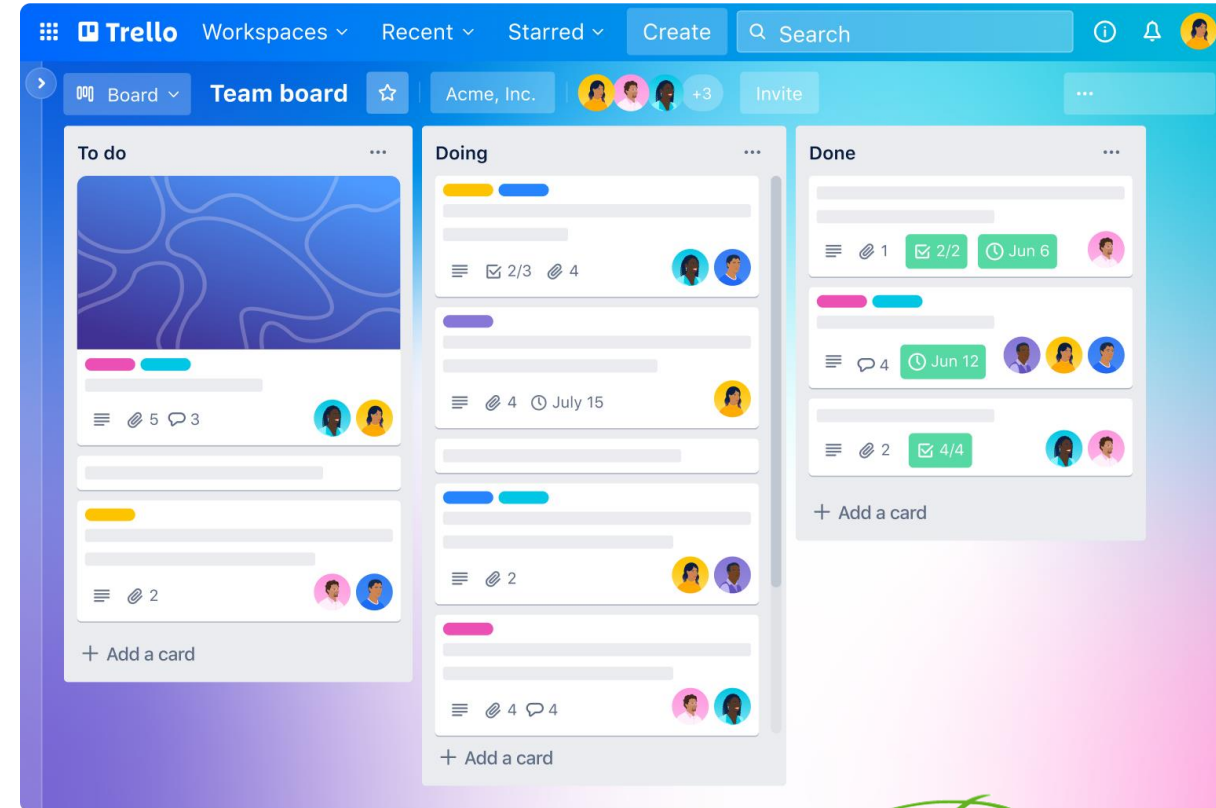 Trello Workspaces Recent Starred Create Search
Board Team board Acme, Inc. +3 Invite
To do
5 3
2
+ Add a card
Doing
2/3 4
4 July 15
2
4 4
+ Add a card
Done
1 2/2 Jun 6
4 Jun 12
2 4/4
+ Add a card